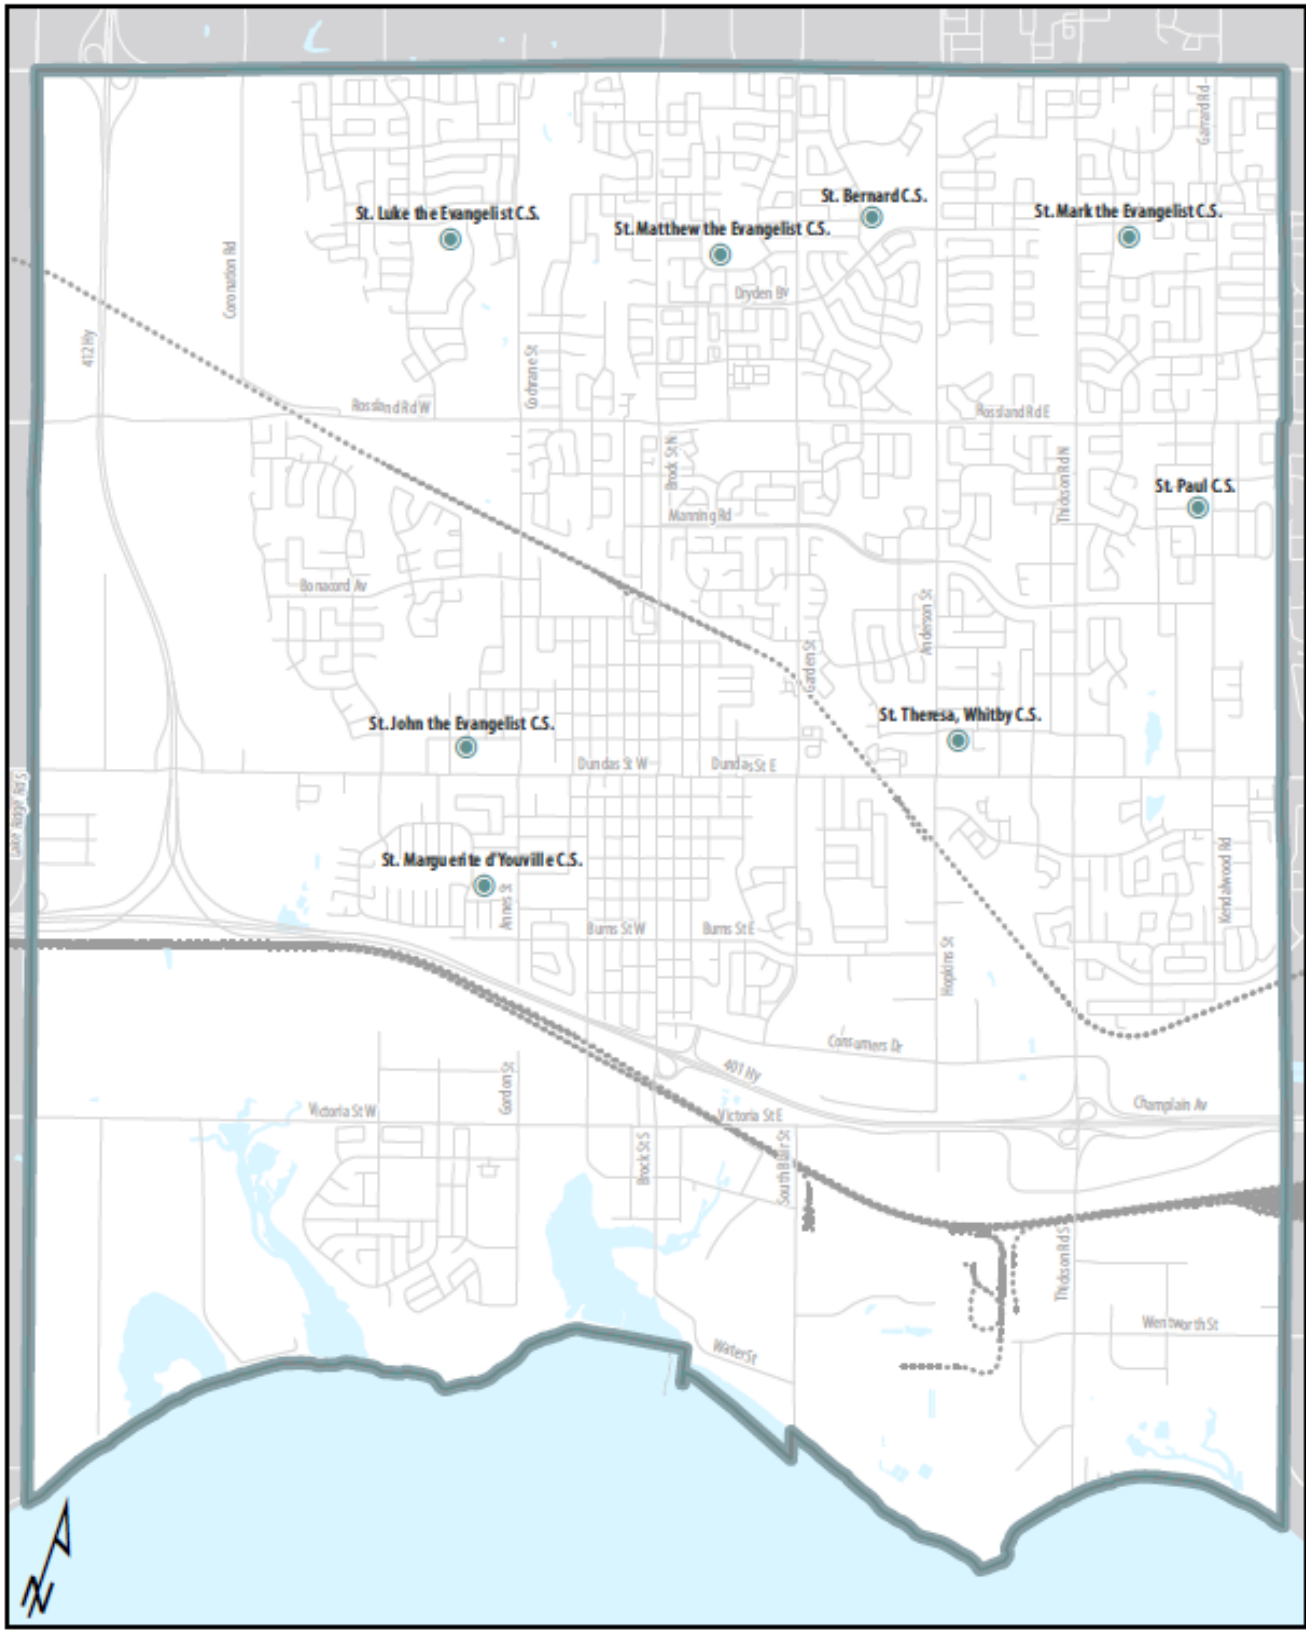 Garrard Rd
St. Bernard C.S.
St. Luke the Evangelist C.S.
St. Mark the Evangelist C.S.
St. Matthew the Evangelist C.S.
Coronation Rd
Dryden BV
412 Hy
Cochrane St
Rossland Rd W
Rossland Rd E
Brock St N
Thickson Rd N
St. Paul C.S.
Manning Rd
Bonacord Av
Anderson St
Garden St
St. John the Evangelist C.S.
St. Theresa, Whitby C.S.
Dundas St W
Dundas St E
Lake Ridge Rd S
St. Marguerite d'Youville C.S.
Annes St
Kendalwood Rd
Burns St W
Burns St E
Hopkins St
Consumers Dr
401 Hy
Gordon St
Victoria St W
Victoria St E
Champlain Av
Brock St S
South Blair St
Thickson Rd S
Wentworth St
Water St
N